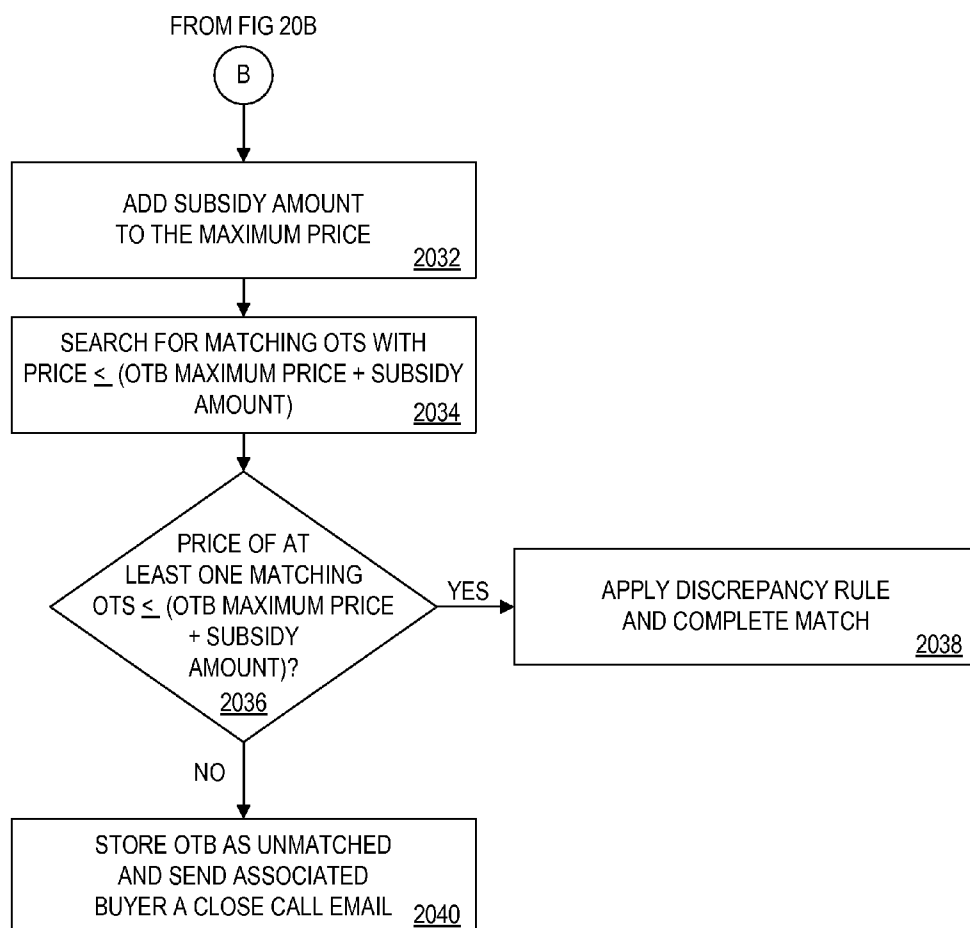 FROM FIG 20B
B
ADD SUBSIDY AMOUNT
TO THE MAXIMUM PRICE
2032
SEARCH FOR MATCHING OTS WITH
PRICE ≤ (OTB MAXIMUM PRICE + SUBSIDY
AMOUNT)
2034
PRICE OF AT
LEAST ONE MATCHING
OTS ≤ (OTB MAXIMUM PRICE
+ SUBSIDY
AMOUNT)?
2036
YES
APPLY DISCREPANCY RULE
AND COMPLETE MATCH
2038
NO
STORE OTB AS UNMATCHED
AND SEND ASSOCIATED
BUYER A CLOSE CALL EMAIL
2040